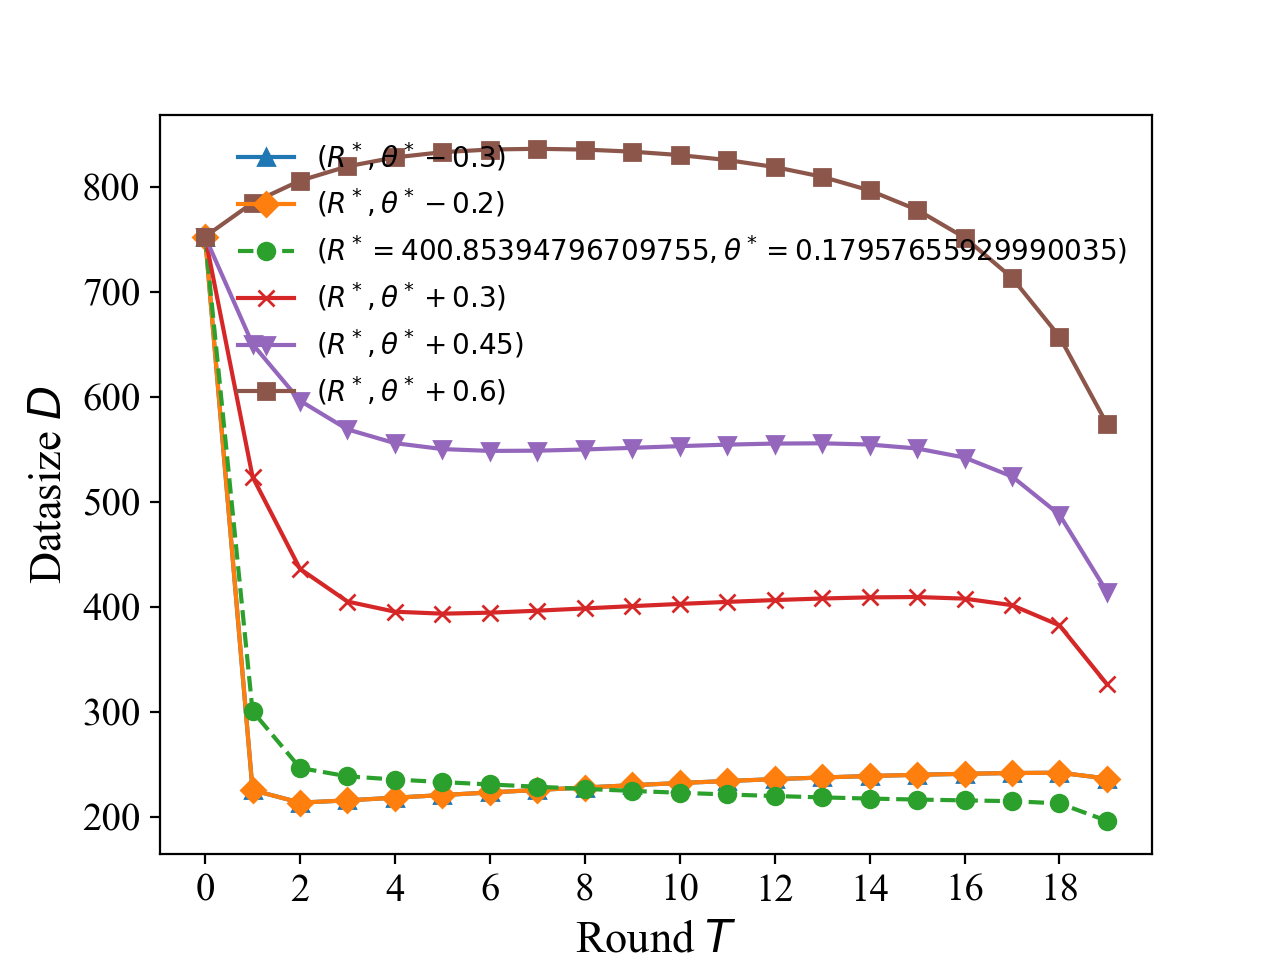 (R*, θ* − 0.3)
(R*, θ* − 0.2)
(R* = 400.85394796709755, θ* = 0.17957655929990035)
(R*, θ* + 0.3)
(R*, θ* + 0.45)
(R*, θ* + 0.6)
800
700
600
500
400
300
200
Datasize D
0 2 4 6 8 10 12 14 16 18
Round T